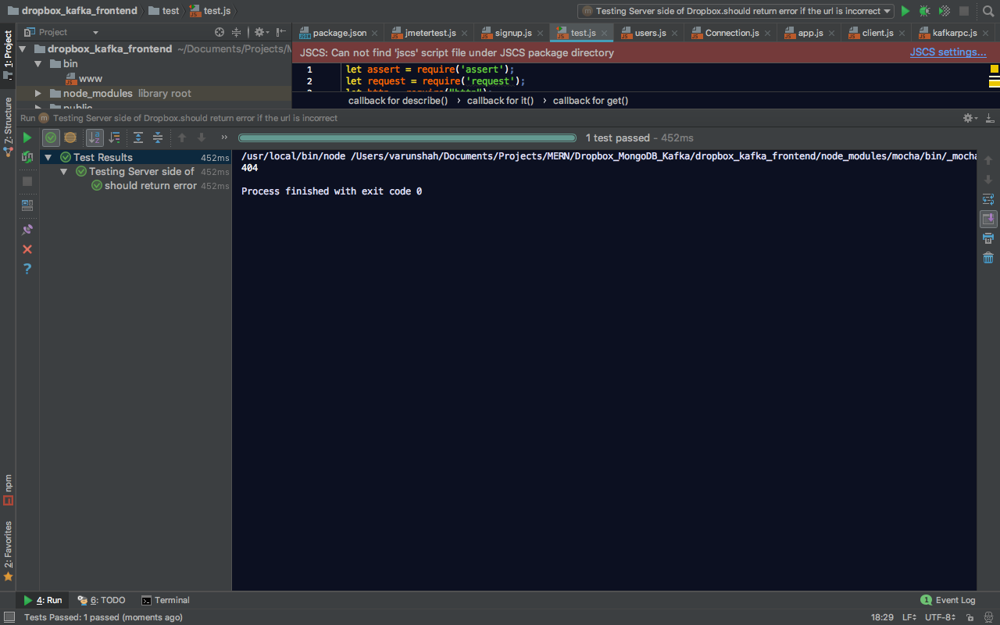 dropbox_kafka_frontend test test.js Testing Server side of Dropbox.should return error if the url is incorrect
Project package.json jmetertest.js signup.js test.js users.js Connection.js app.js client.js kafkarpc.js
1: Project
dropbox_kafka_frontend ~/Documents/Projects/M
bin
www
node_modules library root
public
JSCS: Can not find 'jscs' script file under JSCS package directory JSCS settings...
1 let assert = require('assert');
2 let request = require('request');
3 let http = require("http");
callback for describe() › callback for it() › callback for get()
Run Testing Server side of Dropbox.should return error if the url is incorrect
7: Structure
1 test passed - 452ms
Test Results 452ms
Testing Server side of 452ms
should return error 452ms
/usr/local/bin/node /Users/varunshah/Documents/Projects/MERN/Dropbox_MongoDB_Kafka/dropbox_kafka_frontend/node_modules/mocha/bin/_mocha
404
Process finished with exit code 0
npm
2: Favorites
4: Run 6: TODO Terminal 1 Event Log
Tests Passed: 1 passed (moments ago) 18:29 LF UTF-8